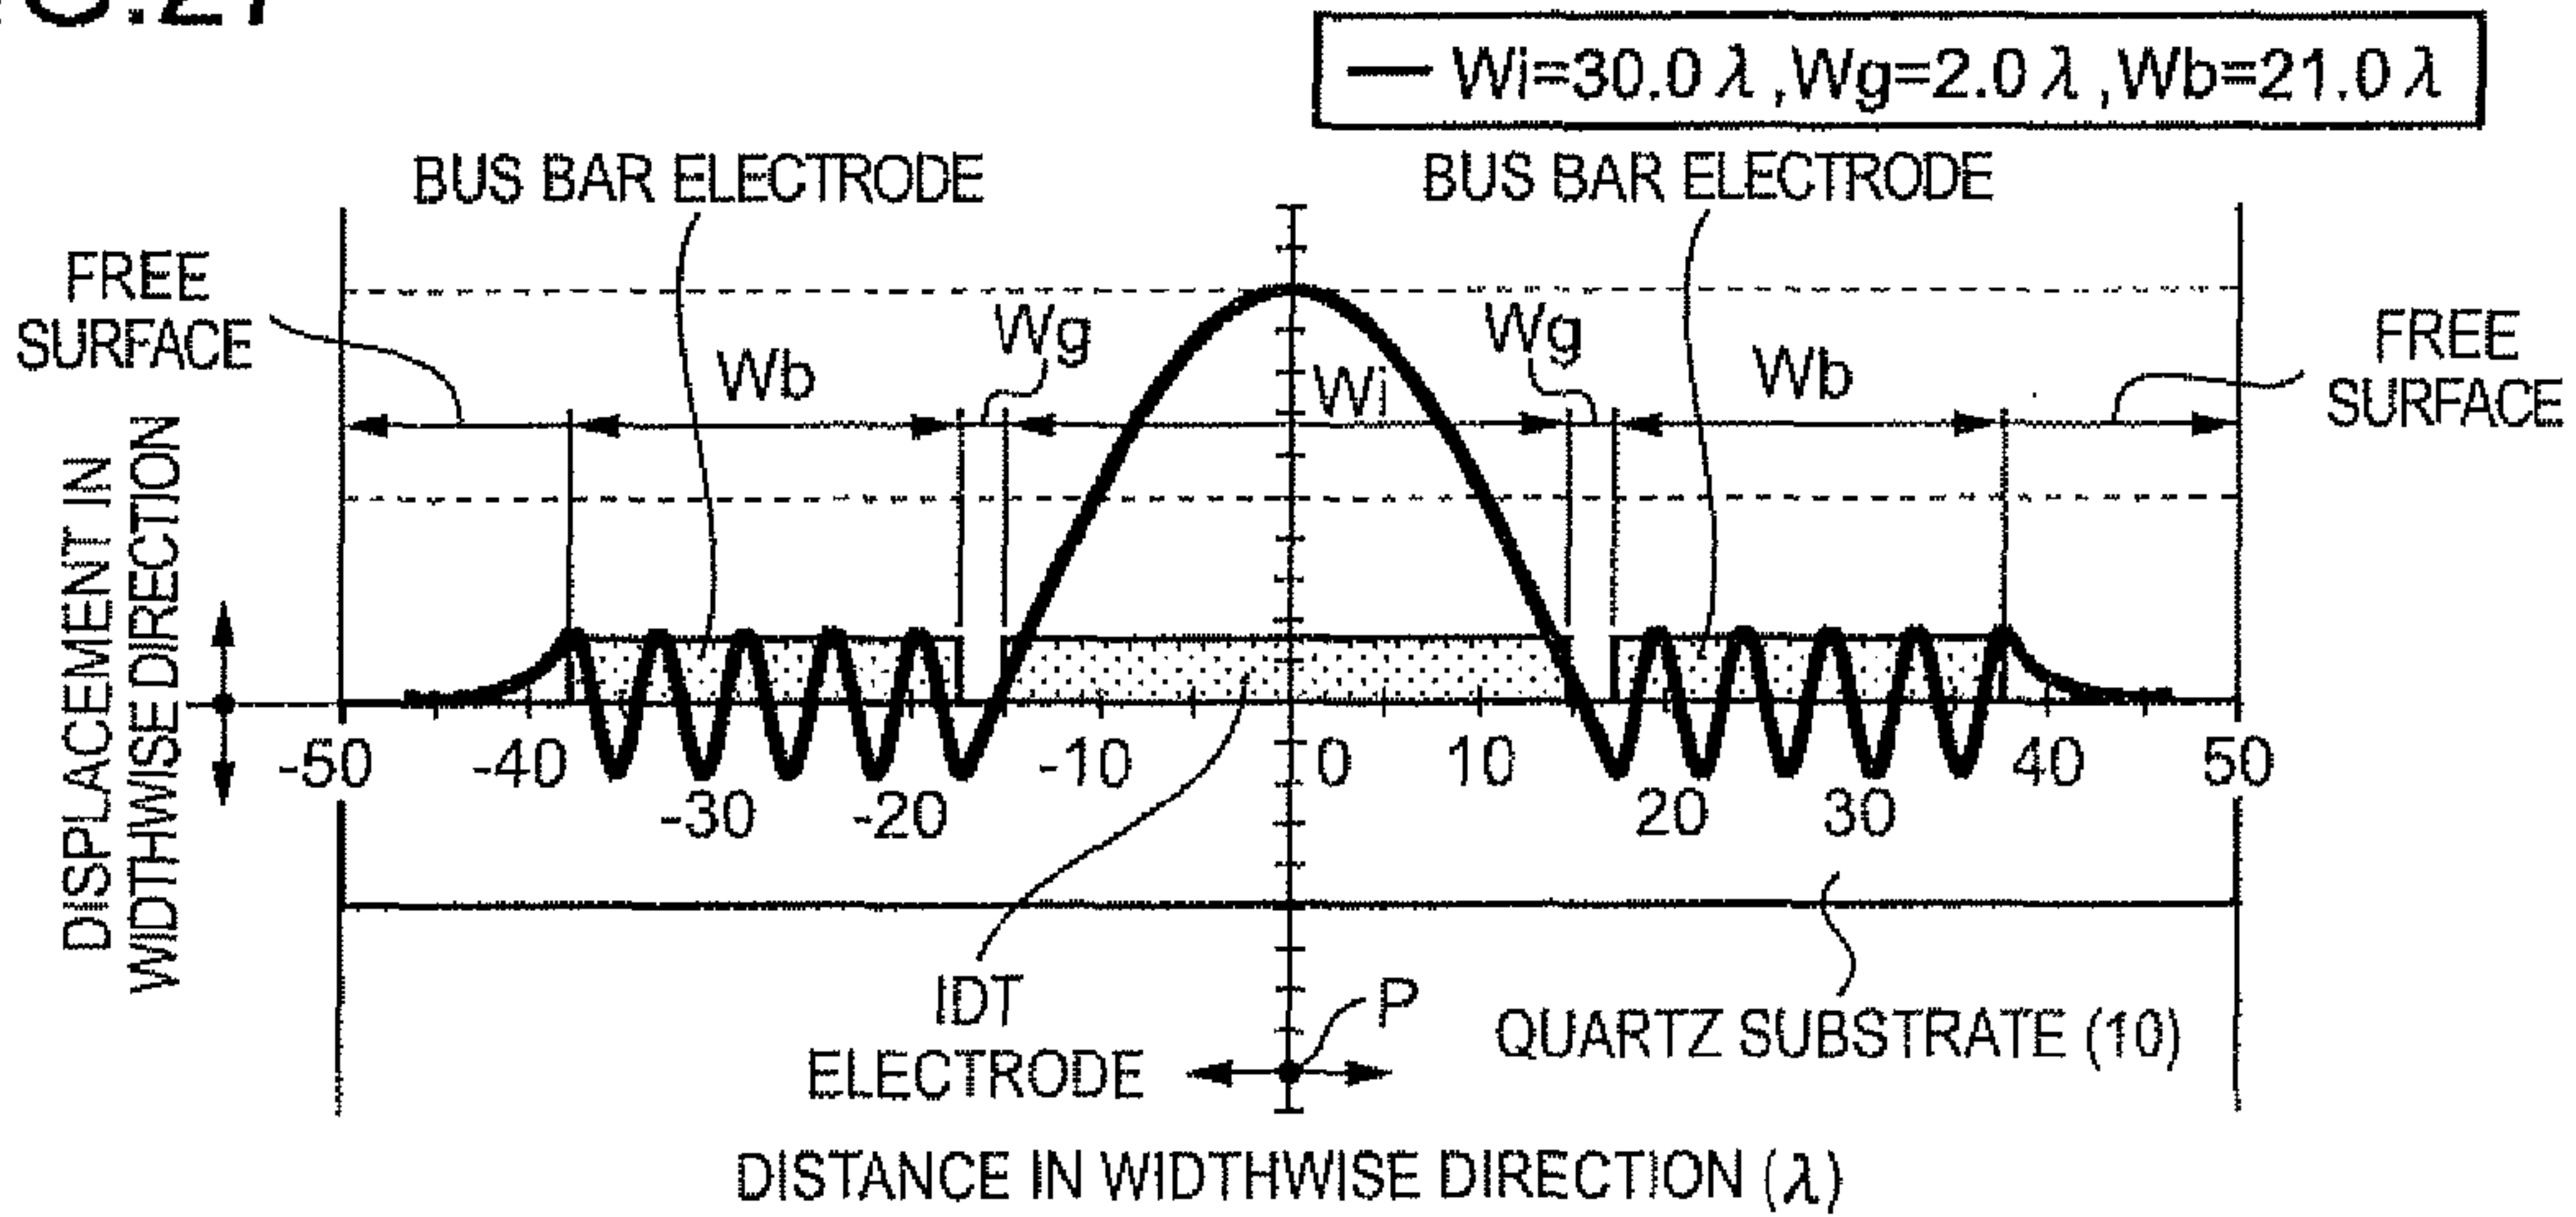 Wi=30.0 λ ,Wg=2.0 λ ,Wb=21.0 λ
BUS BAR ELECTRODE
BUS BAR ELECTRODE
FREE
SURFACE
Wb
Wg
Wi
Wg
Wb
FREE
SURFACE
DISPLACEMENT IN
WIDTHWISE DIRECTION
-50
-40
-30
-20
-10
0
10
20
30
40
50
IDT
ELECTRODE
P
QUARTZ SUBSTRATE (10)
DISTANCE IN WIDTHWISE DIRECTION (λ)